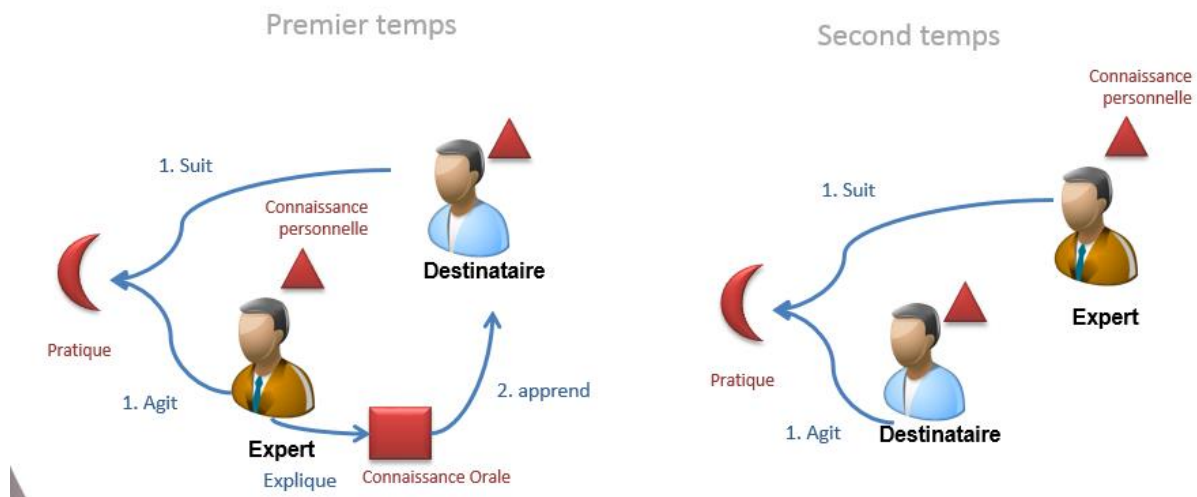 Premier temps
1. Suit
Connaissance
personnelle
Destinataire
Pratique
1. Agit
2. apprend
Expert
Explique
Connaissance Orale
Second temps
Connaissance
personnelle
1. Suit
Expert
Pratique
1. Agit
Destinataire